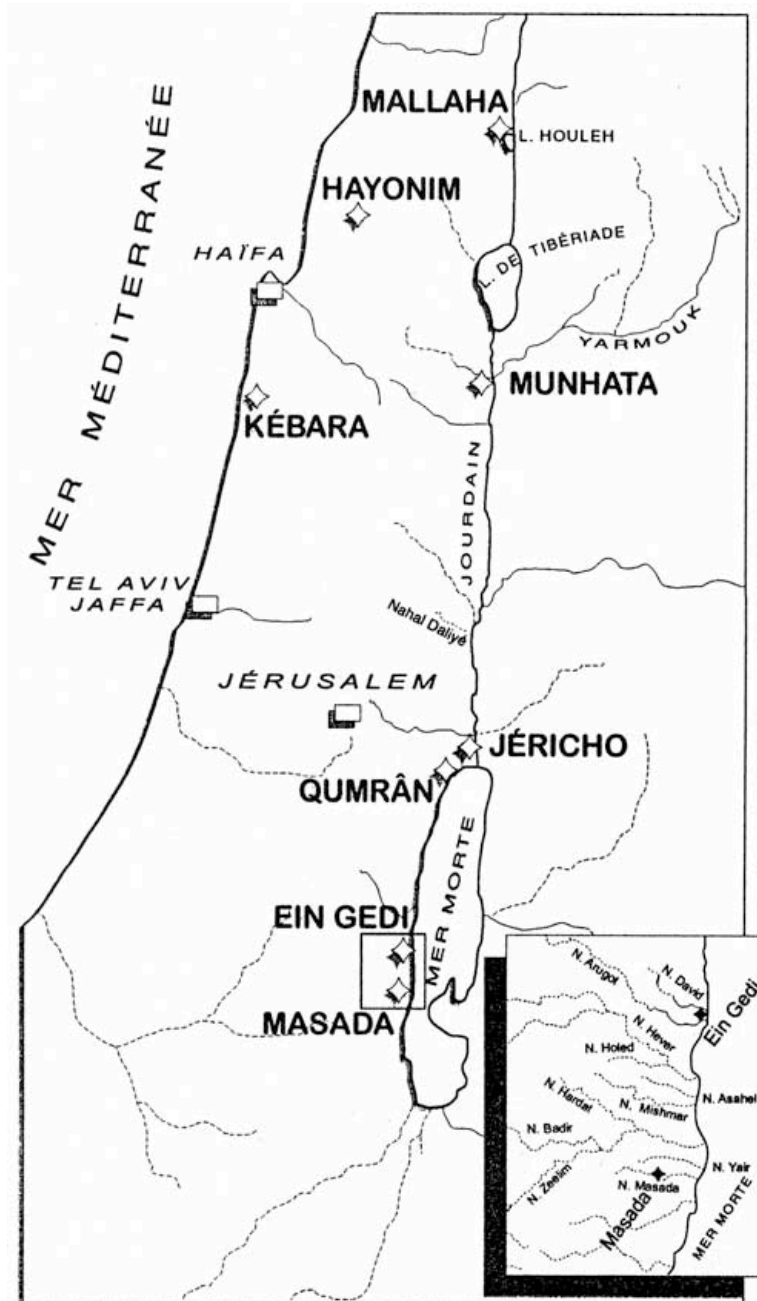 MALLAHA
L. HOULEH
MER MÉDITERRANÉE
HAYONIM
HAÏFA
L. DE TIBÈRIADE
YARMOUK
MUNHATA
KÉBARA
JOURDAIN
TEL AVIV
JAFFA
Nahal Daliyé
JÉRUSALEM
JÉRICHO
QUMRÂN
MER MORTE
EIN GEDI
MASADA
N. Arugot
N. David
Ein Gedi
N. Hever
N. Holed
N. Hardat
N. Mishmar
N. Asahel
N. Badir
N. Yair
N. Zeelim
N. Masada
Masada
MER MORTE